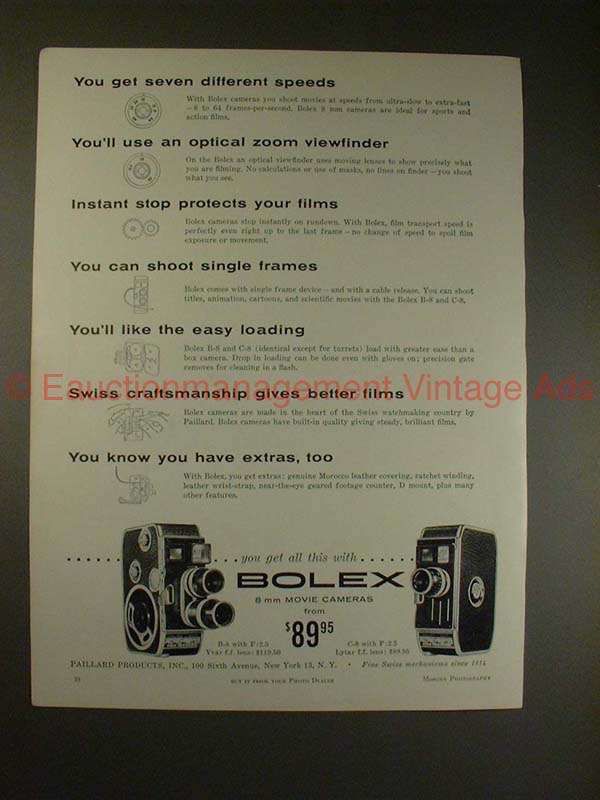 You get seven different speeds
With Bolex cameras you shoot movies at speeds from ultra-slow to extra-fast
— 8 to 64 frames-per-second. Bolex 8 mm cameras are ideal for sports and
action films.
You'll use an optical zoom viewfinder
On the Bolex an optical viewfinder uses moving lenses to show precisely what
you are filming. No calculations or use of masks, no lines on finder—you shoot
what you see.
Instant stop protects your films
Bolex cameras stop instantly on rundown. With Bolex, film transport speed is
perfectly even right up to the last frame—no change of speed to spoil film
exposure or movement.
You can shoot single frames
Bolex comes with single frame device—and with a cable release. You can shoot
titles, animation, cartoons, and scientific movies with the Bolex B-8 and C-8.
You'll like the easy loading
Bolex B-8 and C-8 (identical except for turrets) load with greater ease than a
box camera. Drop in loading can be done even with gloves on; precision gate
removes for cleaning in a flash.
© Eauctionmanagement Vintage Ads
Swiss craftsmanship gives better films
Bolex cameras are made in the heart of the Swiss watchmaking country by
Paillard. Bolex cameras have built-in quality giving steady, brilliant films.
You know you have extras, too
With Bolex, you get extras: genuine Morocco leather covering, ratchet winding,
leather wrist-strap, near-the-eye geared footage counter, D mount, plus many
other features.
...you get all this with...
BOLEX
8 mm MOVIE CAMERAS
from
$89.95
B-8 with F/2.5
Yvar f.f. lens: $119.50
C-8 with F/2.5
Lytar f.f. lens:
PAILLARD PRODUCTS, INC., 100 Sixth Avenue, New York 13, N. Y. • Fine Swiss mechanisms since 1814
BUY IT FROM YOUR PHOTO DEALER
MODERN PHOTOGRAPHY